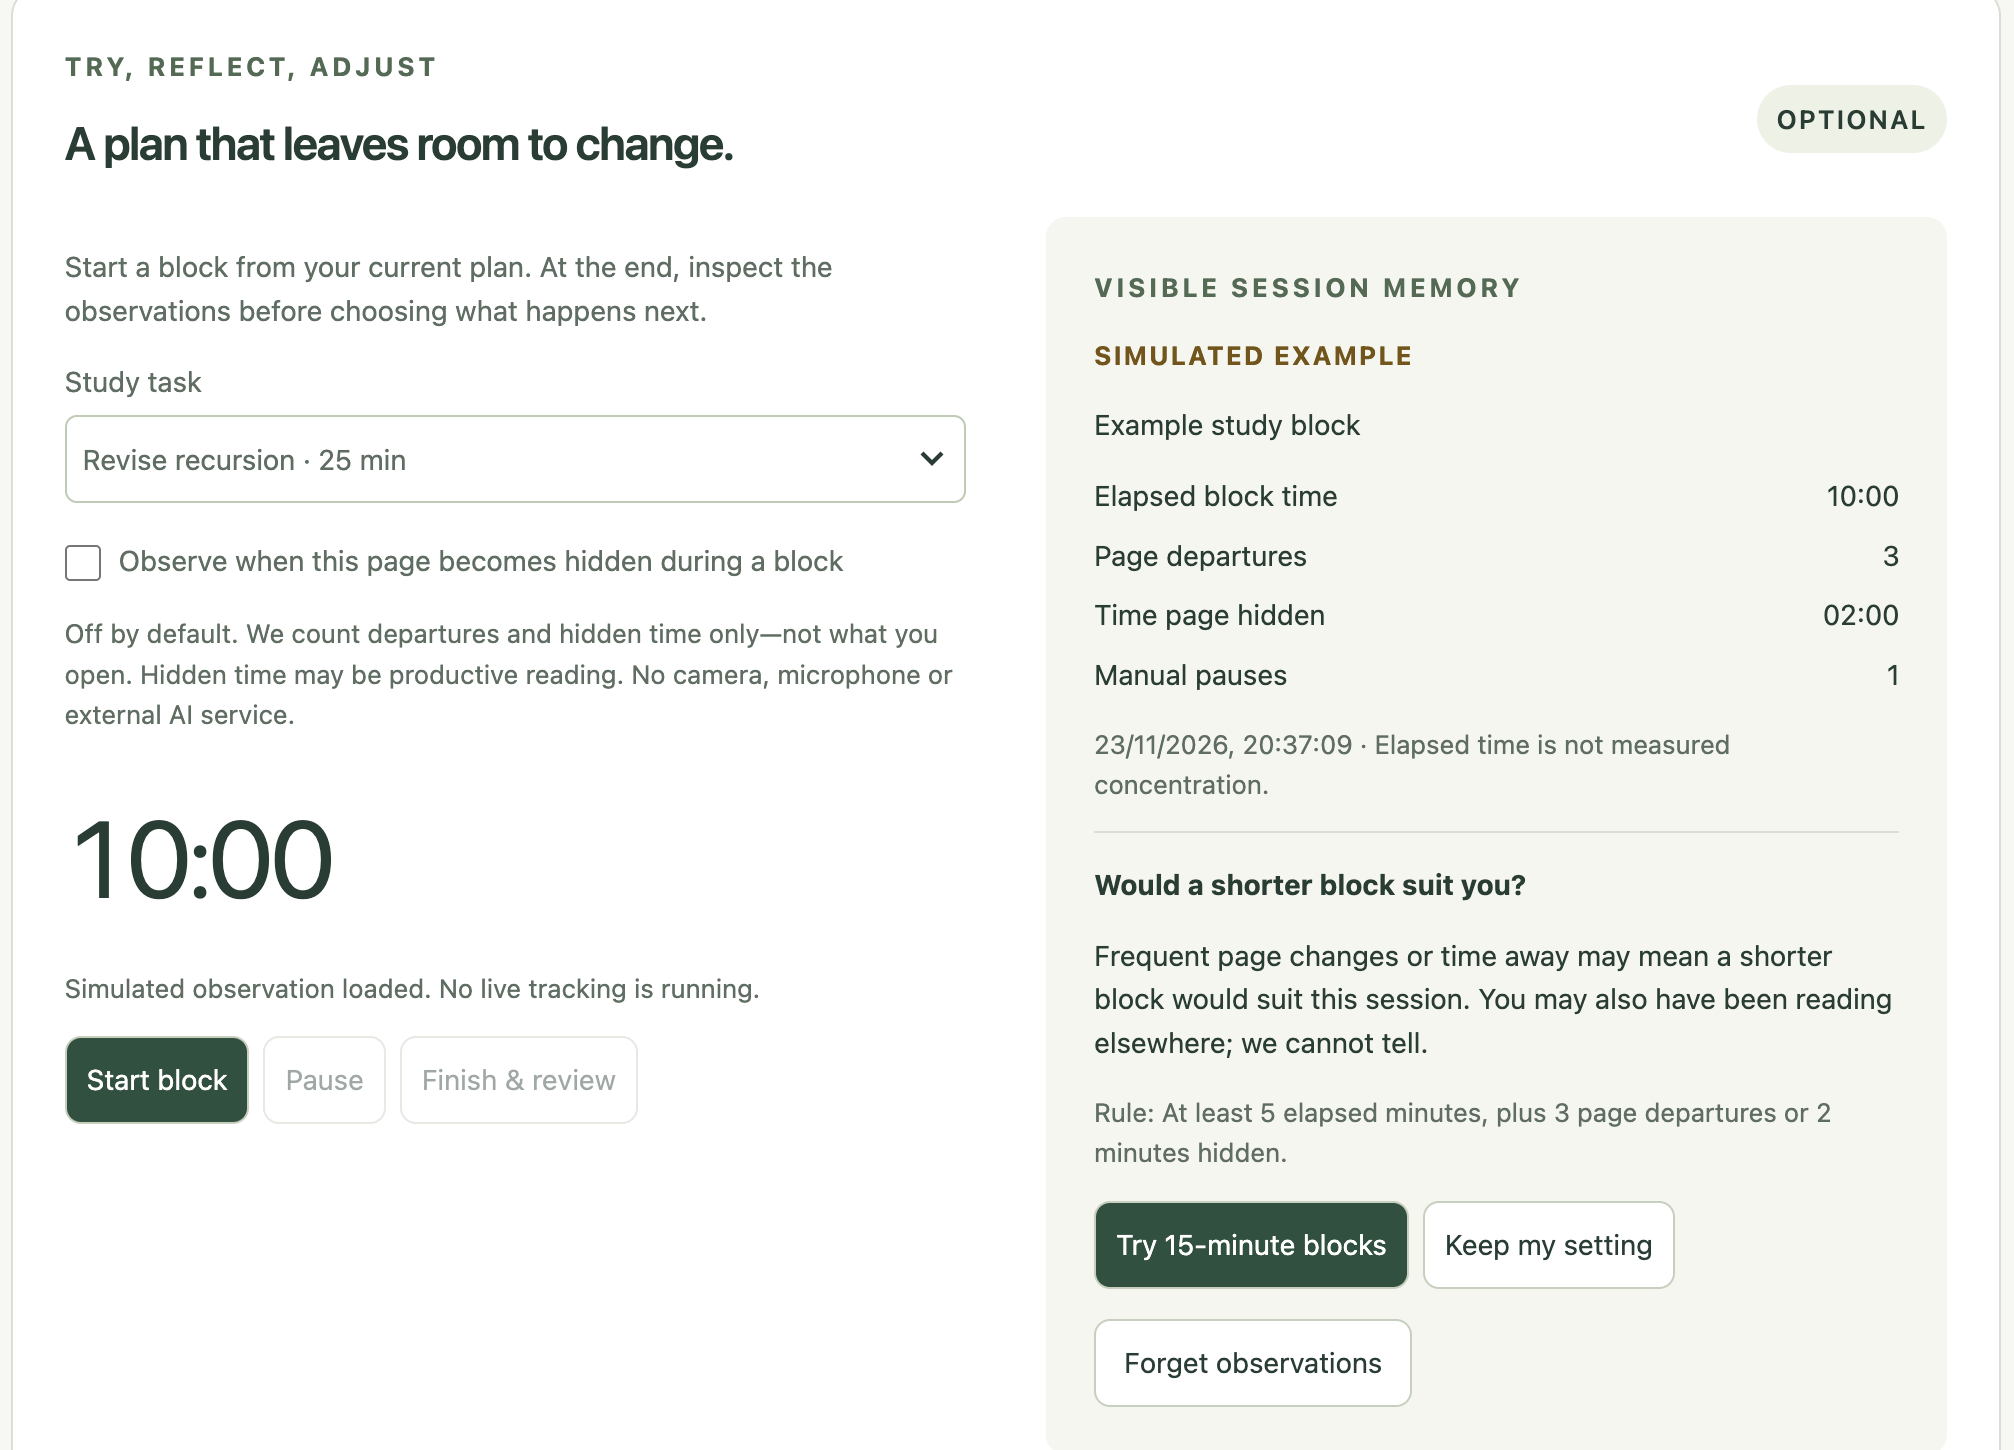 TRY, REFLECT, ADJUST
A plan that leaves room to change.
OPTIONAL
Start a block from your current plan. At the end, inspect the
observations before choosing what happens next.
Study task
Revise recursion · 25 min
Observe when this page becomes hidden during a block
Off by default. We count departures and hidden time only—not what you
open. Hidden time may be productive reading. No camera, microphone or
external AI service.
10:00
Simulated observation loaded. No live tracking is running.
Start block
Pause
Finish & review
VISIBLE SESSION MEMORY
SIMULATED EXAMPLE
Example study block
Elapsed block time 10:00
Page departures 3
Time page hidden 02:00
Manual pauses 1
23/11/2026, 20:37:09 · Elapsed time is not measured
concentration.
Would a shorter block suit you?
Frequent page changes or time away may mean a shorter
block would suit this session. You may also have been reading
elsewhere; we cannot tell.
Rule: At least 5 elapsed minutes, plus 3 page departures or 2
minutes hidden.
Try 15-minute blocks
Keep my setting
Forget observations